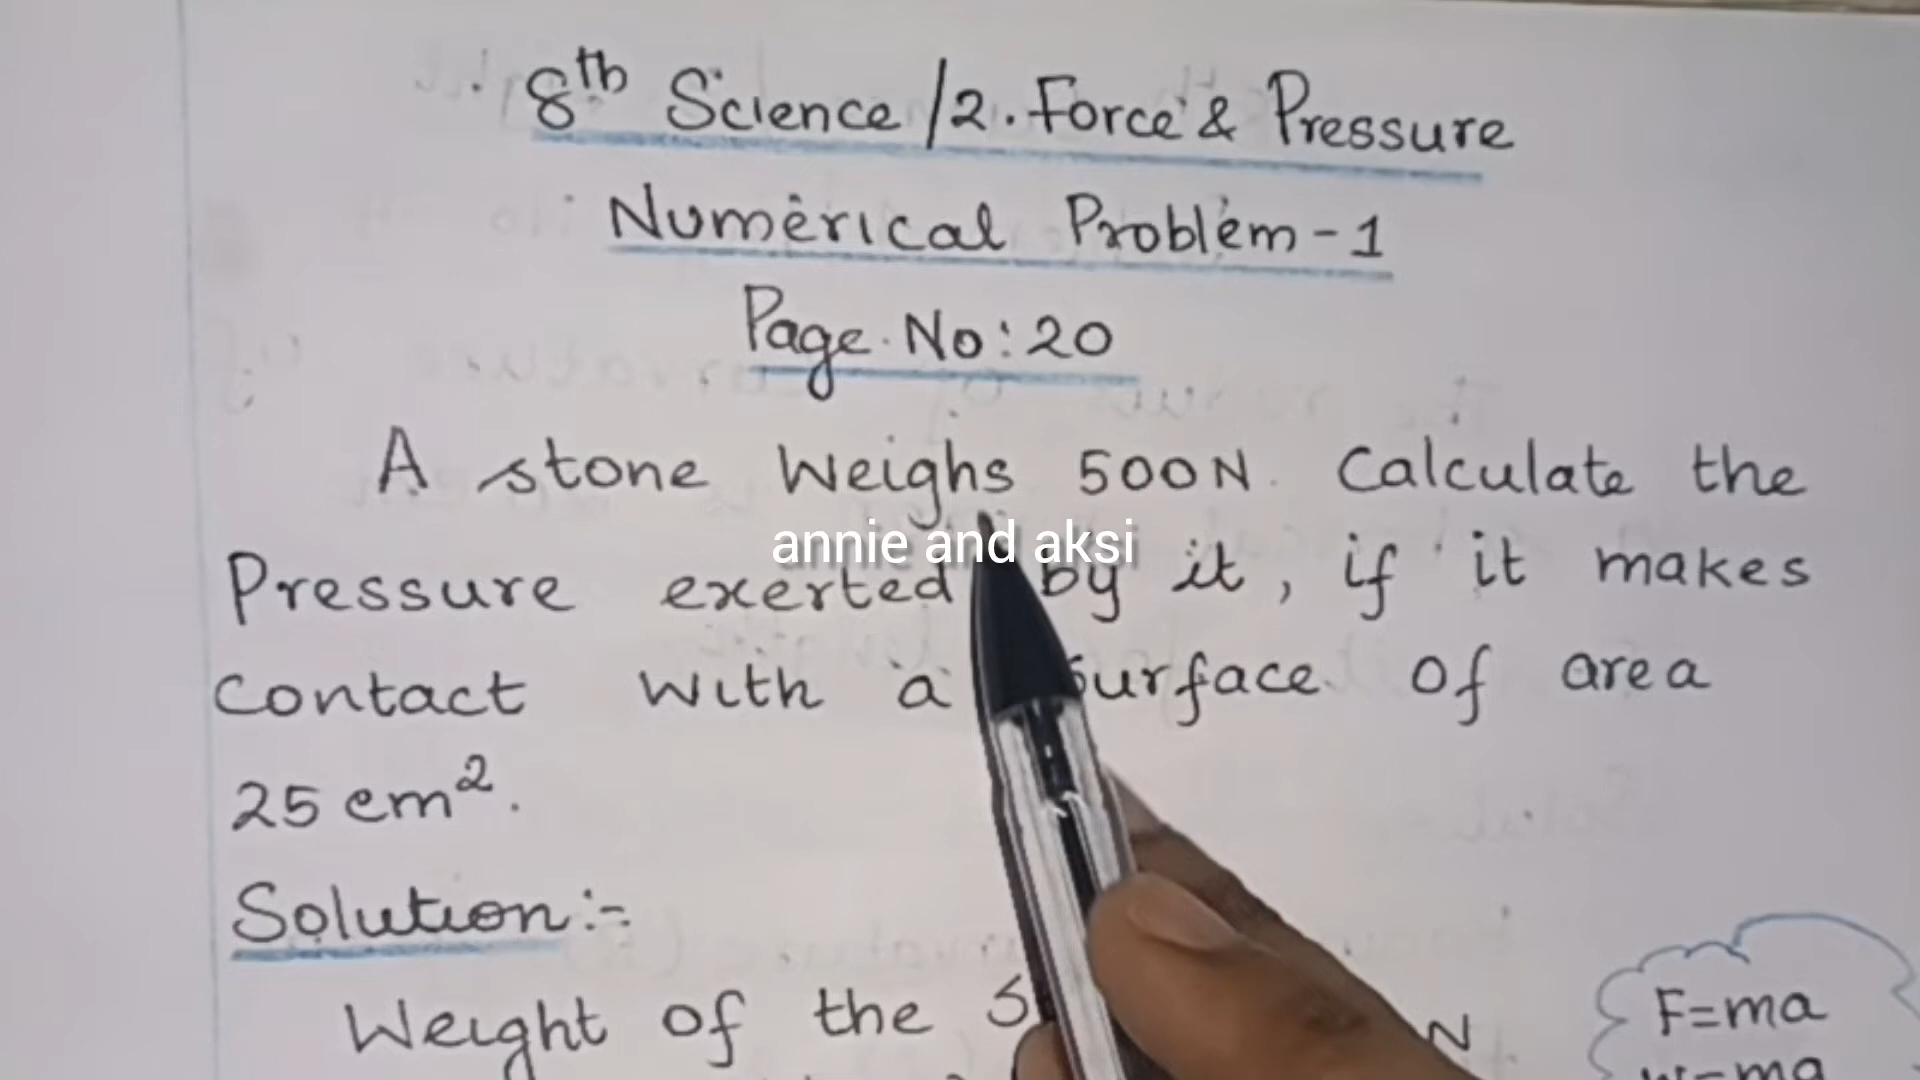 8th Science /2. Force & Pressure
Numerical Problem-1
Page No: 20
A stone Weighs 500N. Calculate the
annie and aksi
Pressure exerted by it, if it makes
Contact with a surface of area
25 cm².
Solution:-
Weight of the S N
F=ma
W=mg